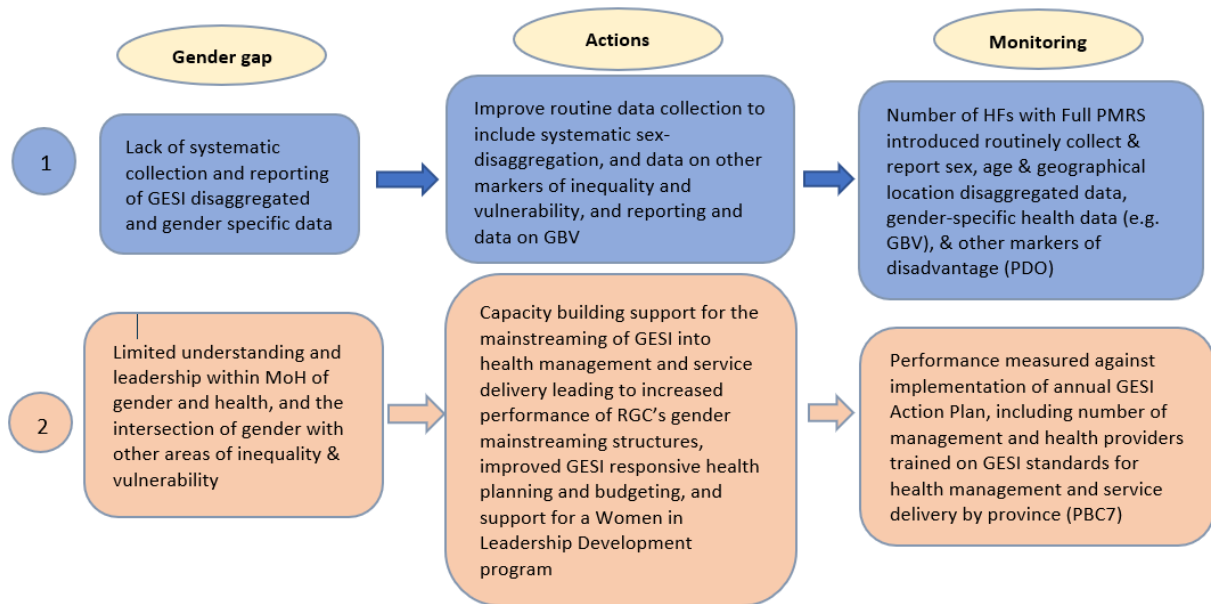 Gender gap
Actions
Monitoring
1
Lack of systematic
collection and reporting
of GESI disaggregated
and gender specific data
Improve routine data collection to
include systematic sex-
disaggregation, and data on other
markers of inequality and
vulnerability, and reporting and
data on GBV
Number of HFs with Full PMRS
introduced routinely collect &
report sex, age & geographical
location disaggregated data,
gender-specific health data (e.g.
GBV), & other markers of
disadvantage (PDO)
2
Limited understanding and
leadership within MoH of
gender and health, and the
intersection of gender with
other areas of inequality &
vulnerability
Capacity building support for the
mainstreaming of GESI into
health management and service
delivery leading to increased
performance of RGC’s gender
mainstreaming structures,
improved GESI responsive health
planning and budgeting, and
support for a Women in
Leadership Development
program
Performance measured against
implementation of annual GESI
Action Plan, including number of
management and health providers
trained on GESI standards for
health management and service
delivery by province (PBC7)